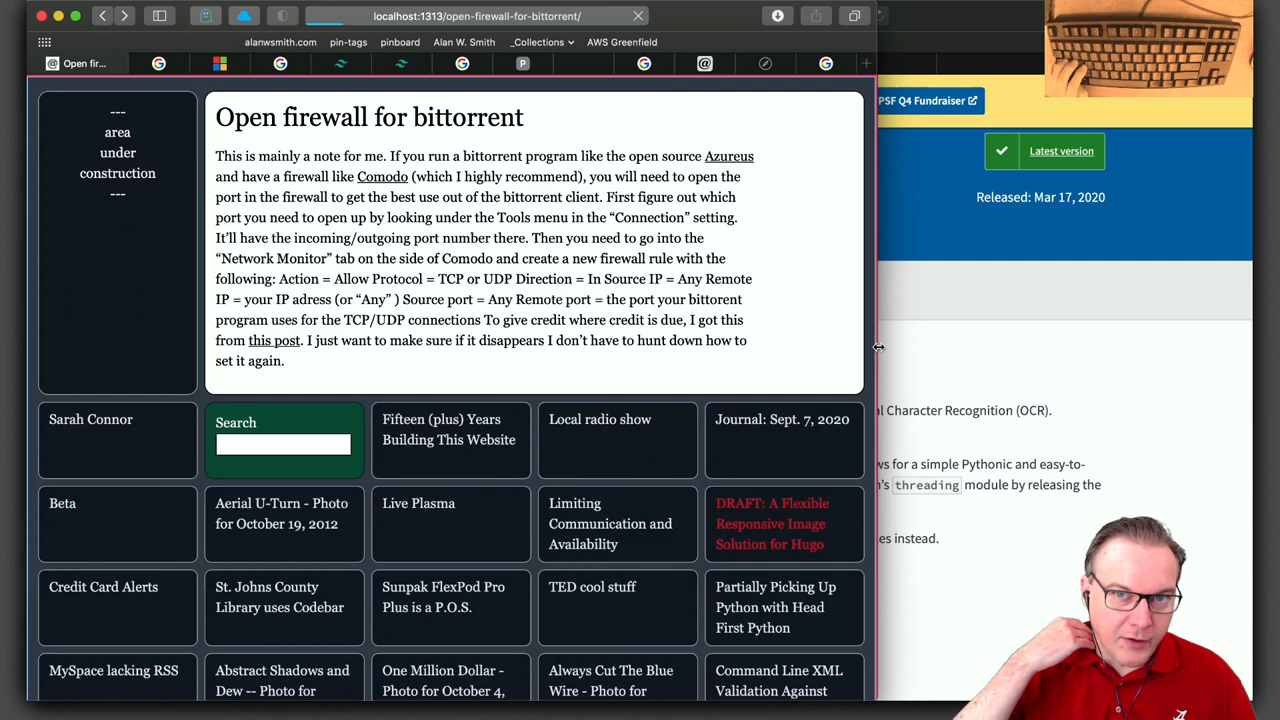 localhost:1313/open-firewall-for-bittorrent/
alanwsmith.com pin-tags pinboard Alan W. Smith _Collections AWS Greenfield
Open fir...
---
area
under
construction
---
Open firewall for bittorrent
This is mainly a note for me. If you run a bittorrent program like the open source Azureus
and have a firewall like Comodo (which I highly recommend), you will need to open the
port in the firewall to get the best use out of the bittorrent client. First figure out which
port you need to open up by looking under the Tools menu in the “Connection” setting.
It’ll have the incoming/outgoing port number there. Then you need to go into the
“Network Monitor” tab on the side of Comodo and create a new firewall rule with the
following: Action = Allow Protocol = TCP or UDP Direction = In Source IP = Any Remote
IP = your IP adress (or “Any” ) Source port = Any Remote port = the port your bittorent
program uses for the TCP/UDP connections To give credit where credit is due, I got this
from this post. I just want to make sure if it disappears I don’t have to hunt down how to
set it again.
PSF Q4 Fundraiser
Latest version
Released: Mar 17, 2020
l Character Recognition (OCR).
ws for a simple Pythonic and easy-to-
n’s threading module by releasing the
es instead.
Sarah Connor
Search
Fifteen (plus) Years
Building This Website
Local radio show
Journal: Sept. 7, 2020
Beta
Aerial U-Turn - Photo
for October 19, 2012
Live Plasma
Limiting
Communication and
Availability
DRAFT: A Flexible
Responsive Image
Solution for Hugo
Credit Card Alerts
St. Johns County
Library uses Codebar
Sunpak FlexPod Pro
Plus is a P.O.S.
TED cool stuff
Partially Picking Up
Python with Head
First Python
MySpace lacking RSS
Abstract Shadows and
Dew -- Photo for
One Million Dollar -
Photo for October 4,
Always Cut The Blue
Wire - Photo for
Command Line XML
Validation Against